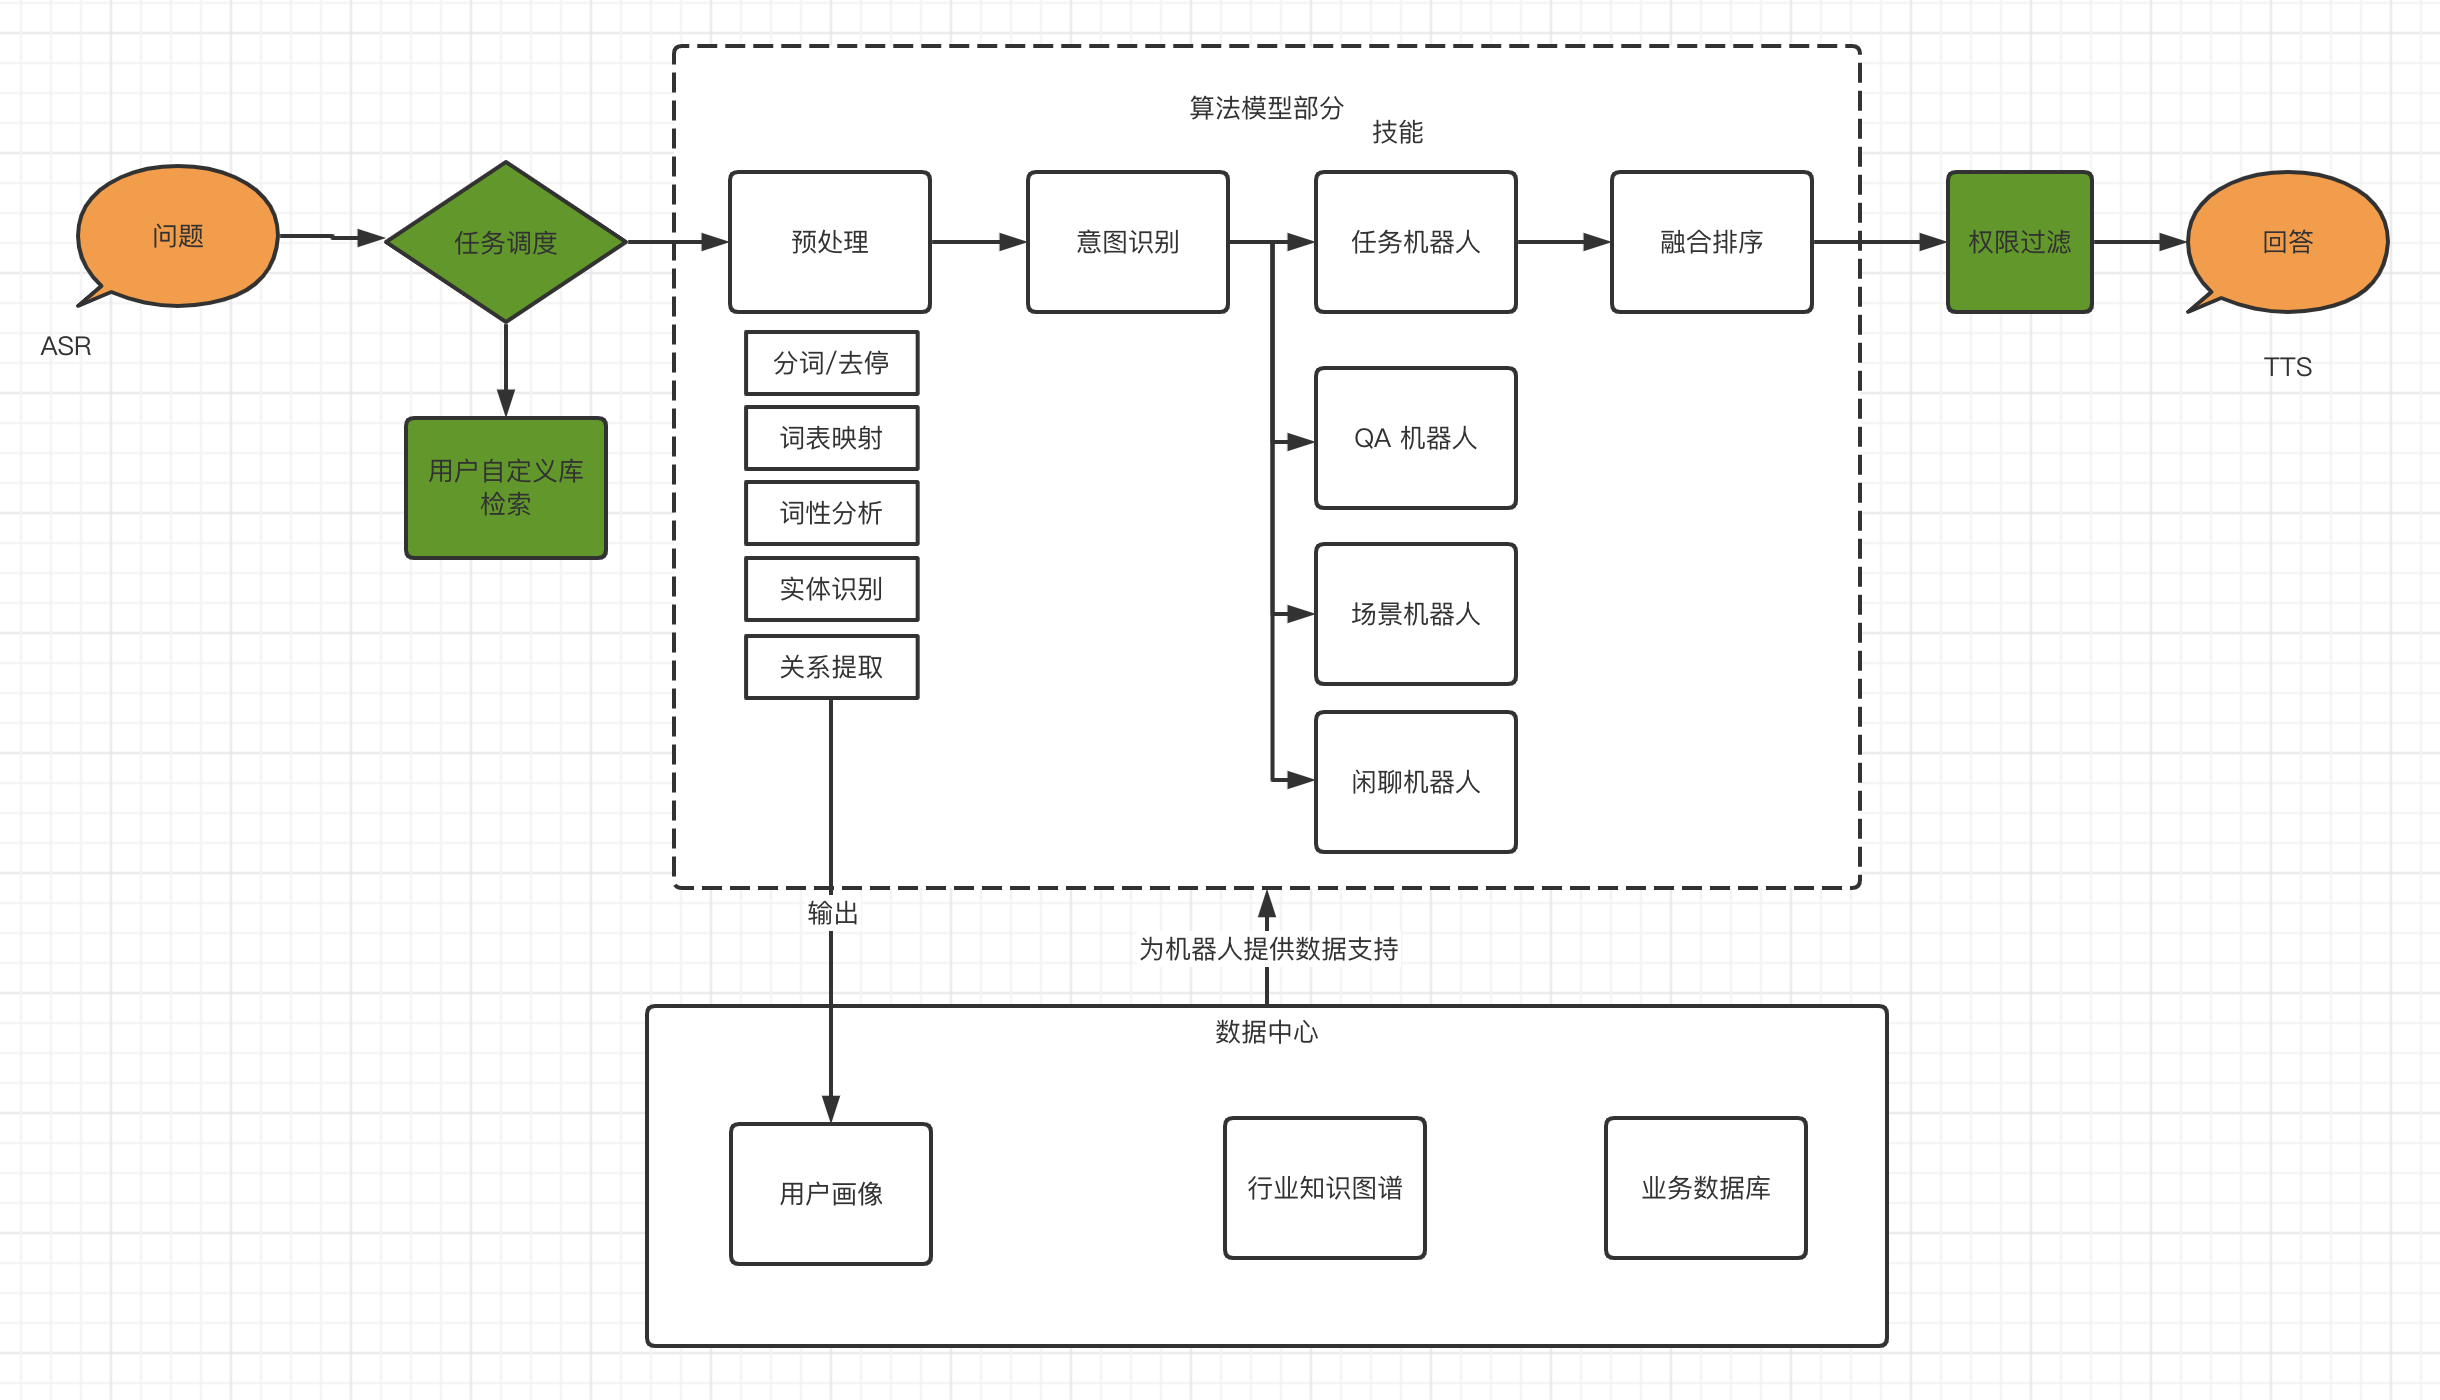 算法模型部分
技能
问题
任务调度
预处理
意图识别
任务机器人
融合排序
权限过滤
回答
ASR
TTS
用户自定义库
检索
分词/去停
词表映射
词性分析
实体识别
关系提取
QA 机器人
场景机器人
闲聊机器人
输出
为机器人提供数据支持
数据中心
用户画像
行业知识图谱
业务数据库